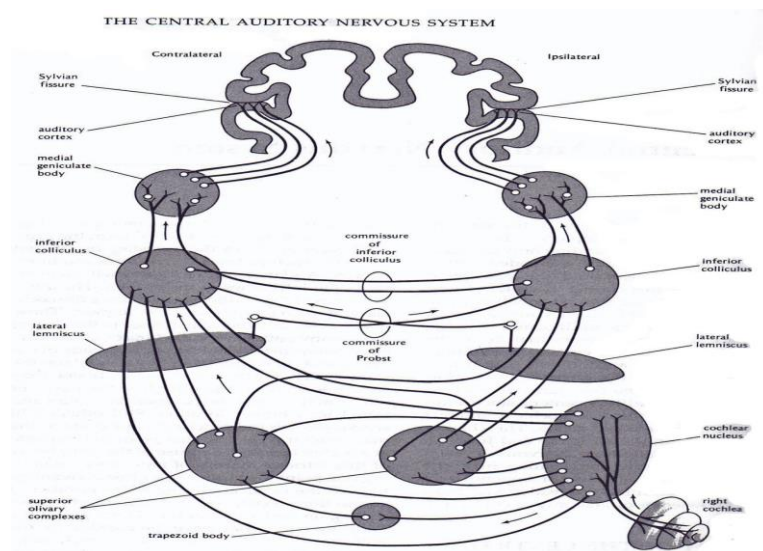 THE CENTRAL AUDITORY NERVOUS SYSTEM
Contralateral
Ipsilateral
Sylvian
fissure
Sylvian
fissure
auditory
cortex
auditory
cortex
medial
geniculate
body
medial
geniculate
body
commissure
of
inferior
colliculus
inferior
colliculus
inferior
colliculus
lateral
lemniscus
commissure
of
Probst
lateral
lemniscus
cochlear
nucleus
superior
olivary
complexes
trapezoid body
right
cochlea